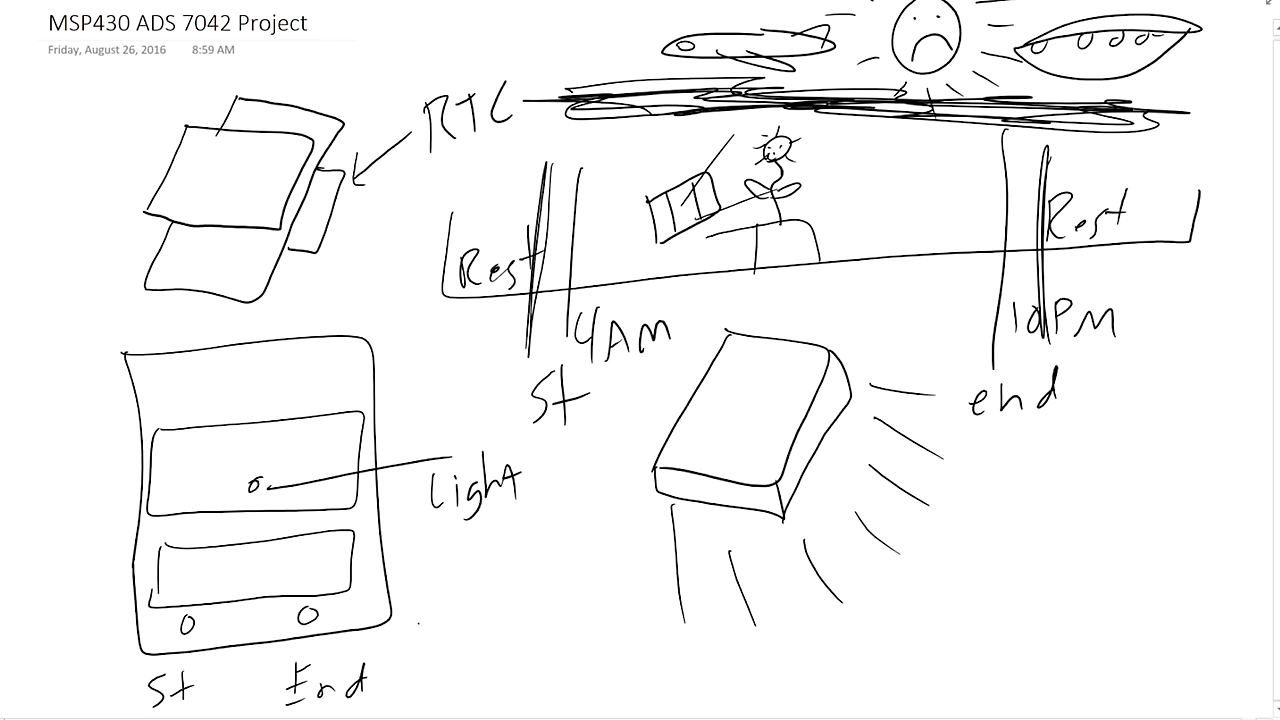 MSP430 ADS 7042 Project
Friday, August 26, 2016 8:59 AM
RTC
Rest
Rest
4AM
10PM
St
end
Light
St
End